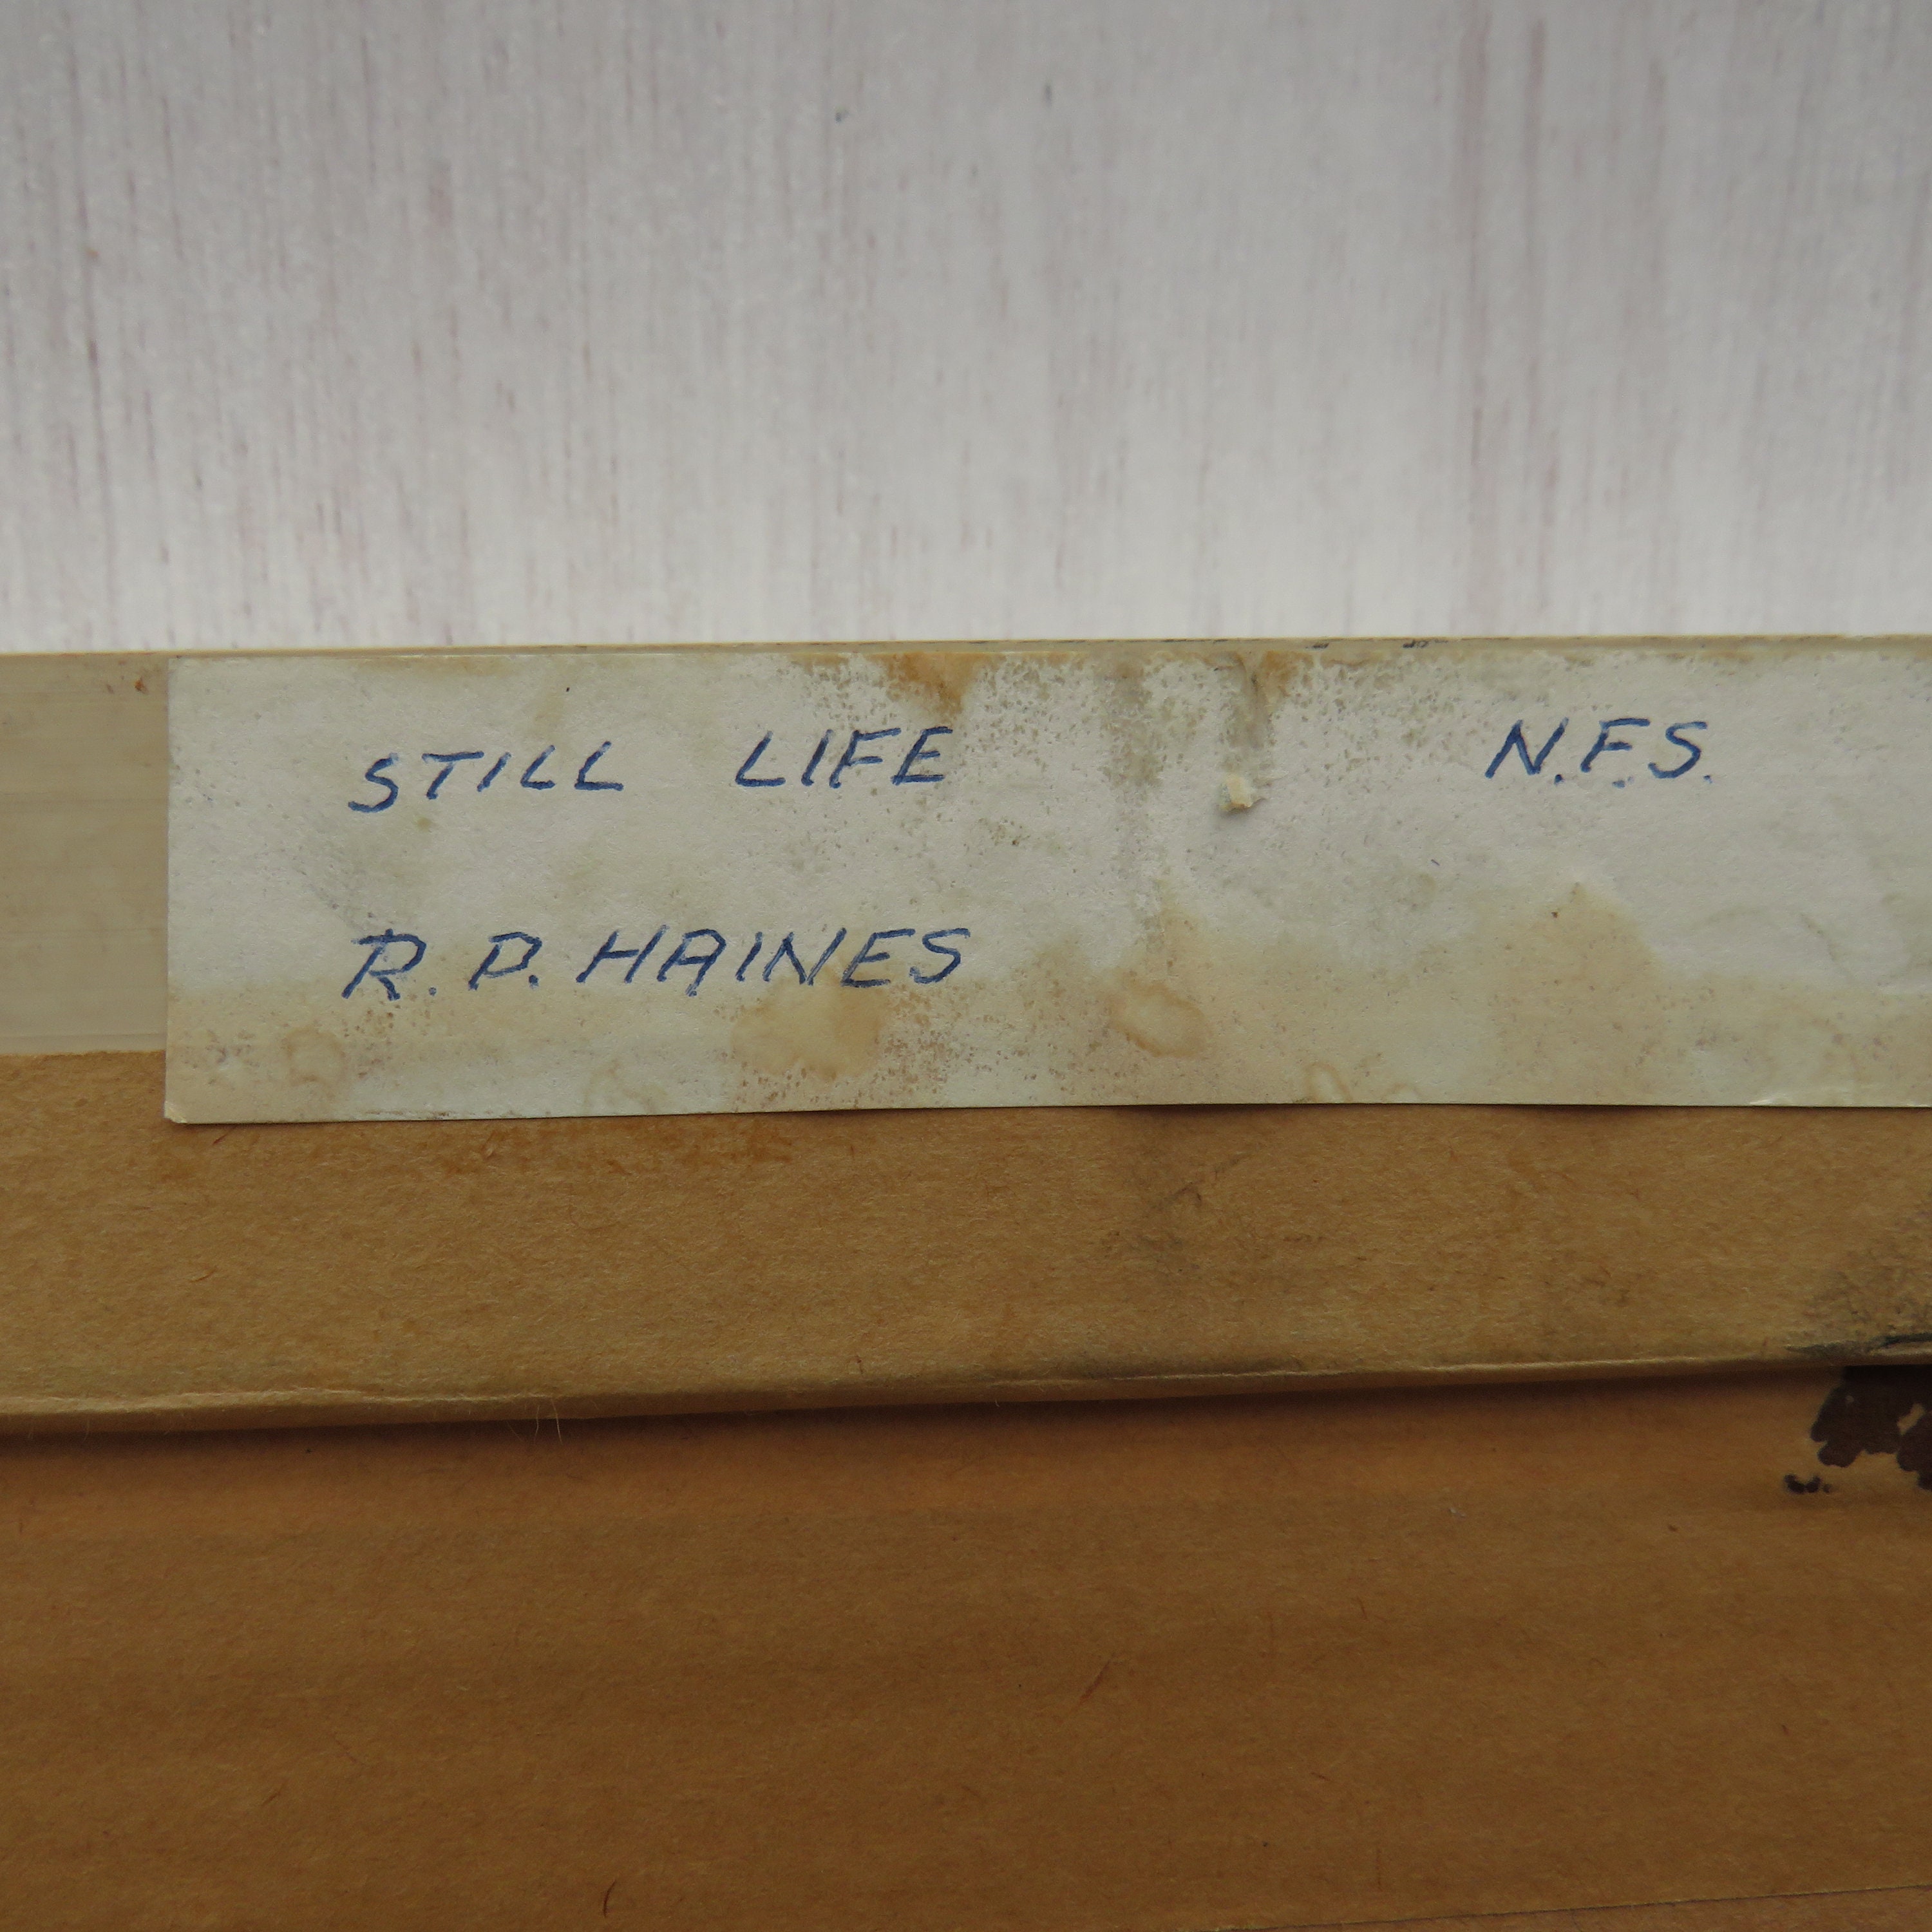 STILL LIFE N.F.S.
R. D. HAINES